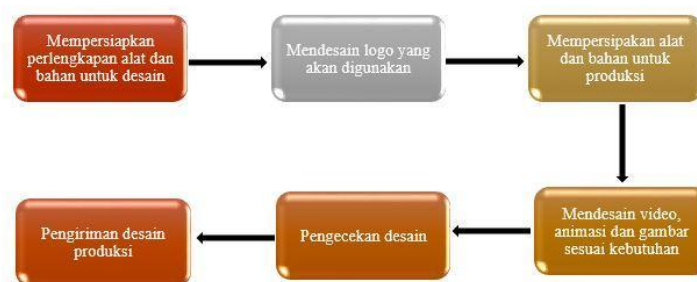 Mempersiapkan
perlengkapan alat dan
bahan untuk desain
Mendesain logo yang
akan digunakan
Mempersipakan alat
dan bahan untuk
produksi
Mendesain video,
animasi dan gambar
sesuai kebutuhan
Pengecekan desain
Pengiriman desain
produksi